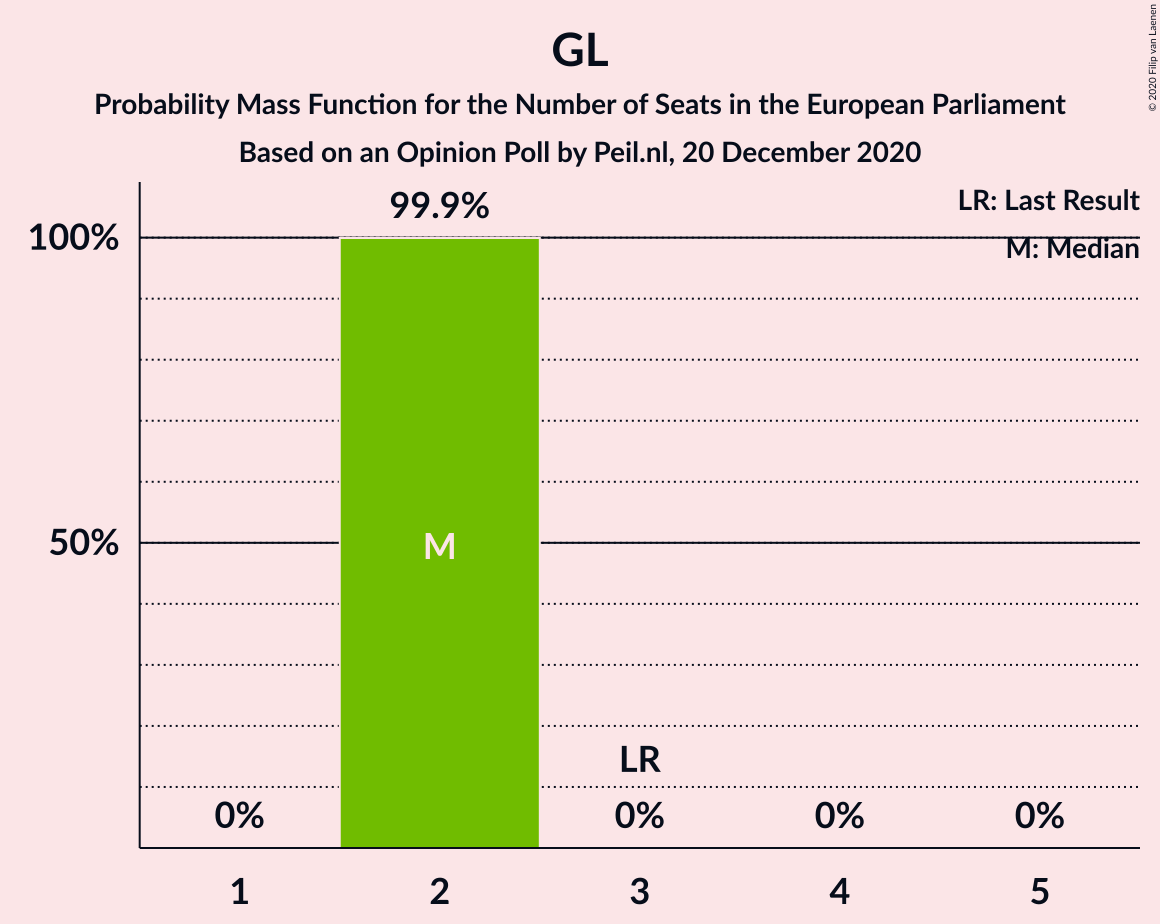 GL
Probability Mass Function for the Number of Seats in the European Parliament
Based on an Opinion Poll by Peil.nl, 20 December 2020
© 2020 Filip van Laenen
LR: Last Result
M: Median
99.9%
100%
50%
M
LR
0%
0%
0%
0%
1
2
3
4
5